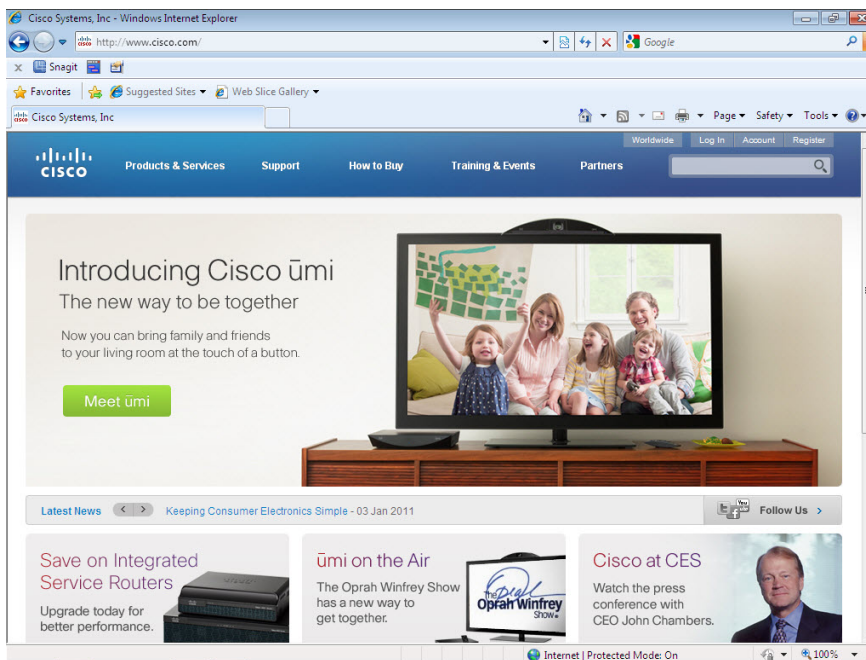 Cisco Systems, Inc - Windows Internet Explorer
http://www.cisco.com/
Google
x Snagit
Favorites Suggested Sites Web Slice Gallery
Cisco Systems, Inc
Page Safety Tools
Worldwide Log In Account Register
CISCO
Products & Services Support How to Buy Training & Events Partners
Introducing Cisco ūmi
The new way to be together
Now you can bring family and friends
to your living room at the touch of a button.
Meet ūmi
Latest News < > Keeping Consumer Electronics Simple - 03 Jan 2011
You
Follow Us >
Save on Integrated
Service Routers
Upgrade today for
better performance.
ūmi on the Air
The Oprah Winfrey Show
has a new way to
get together.
The Oprah
Oprah Winfrey
Show.
Cisco at CES
Watch the press
conference with
CEO John Chambers.
Internet | Protected Mode: On
100%